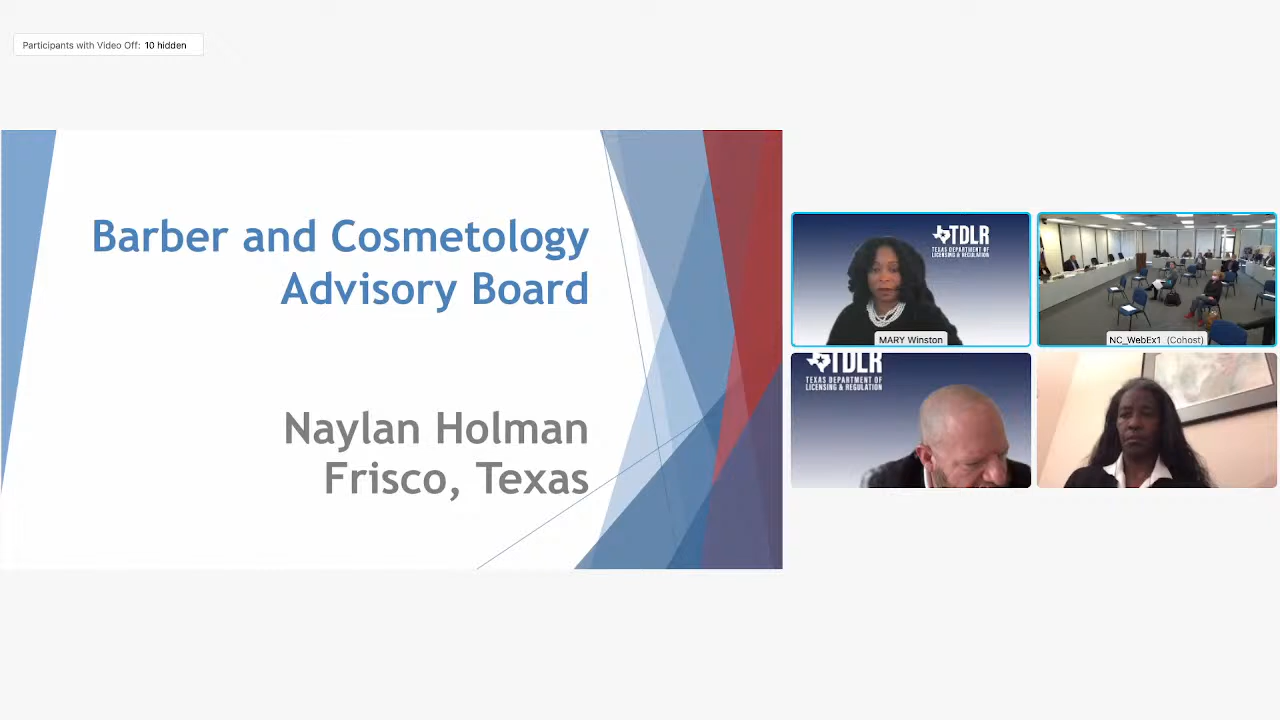 Participants with Video Off: 10 hidden
Barber and Cosmetology
Advisory Board
Naylan Holman
Frisco, Texas
TDLR
TEXAS DEPARTMENT OF
LICENSING & REGULATION
MARY Winston
NC_WebEx1 (Cohost)
TDLR
TEXAS DEPARTMENT OF
LICENSING & REGULATION